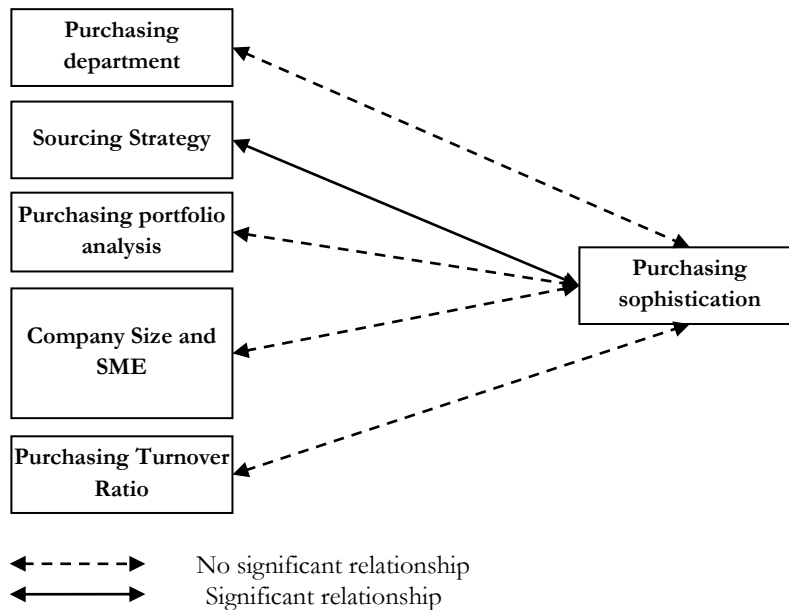 Purchasing
department
Sourcing Strategy
Purchasing portfolio
analysis
Purchasing
sophistication
Company Size and
SME
Purchasing Turnover
Ratio
No significant relationship
Significant relationship